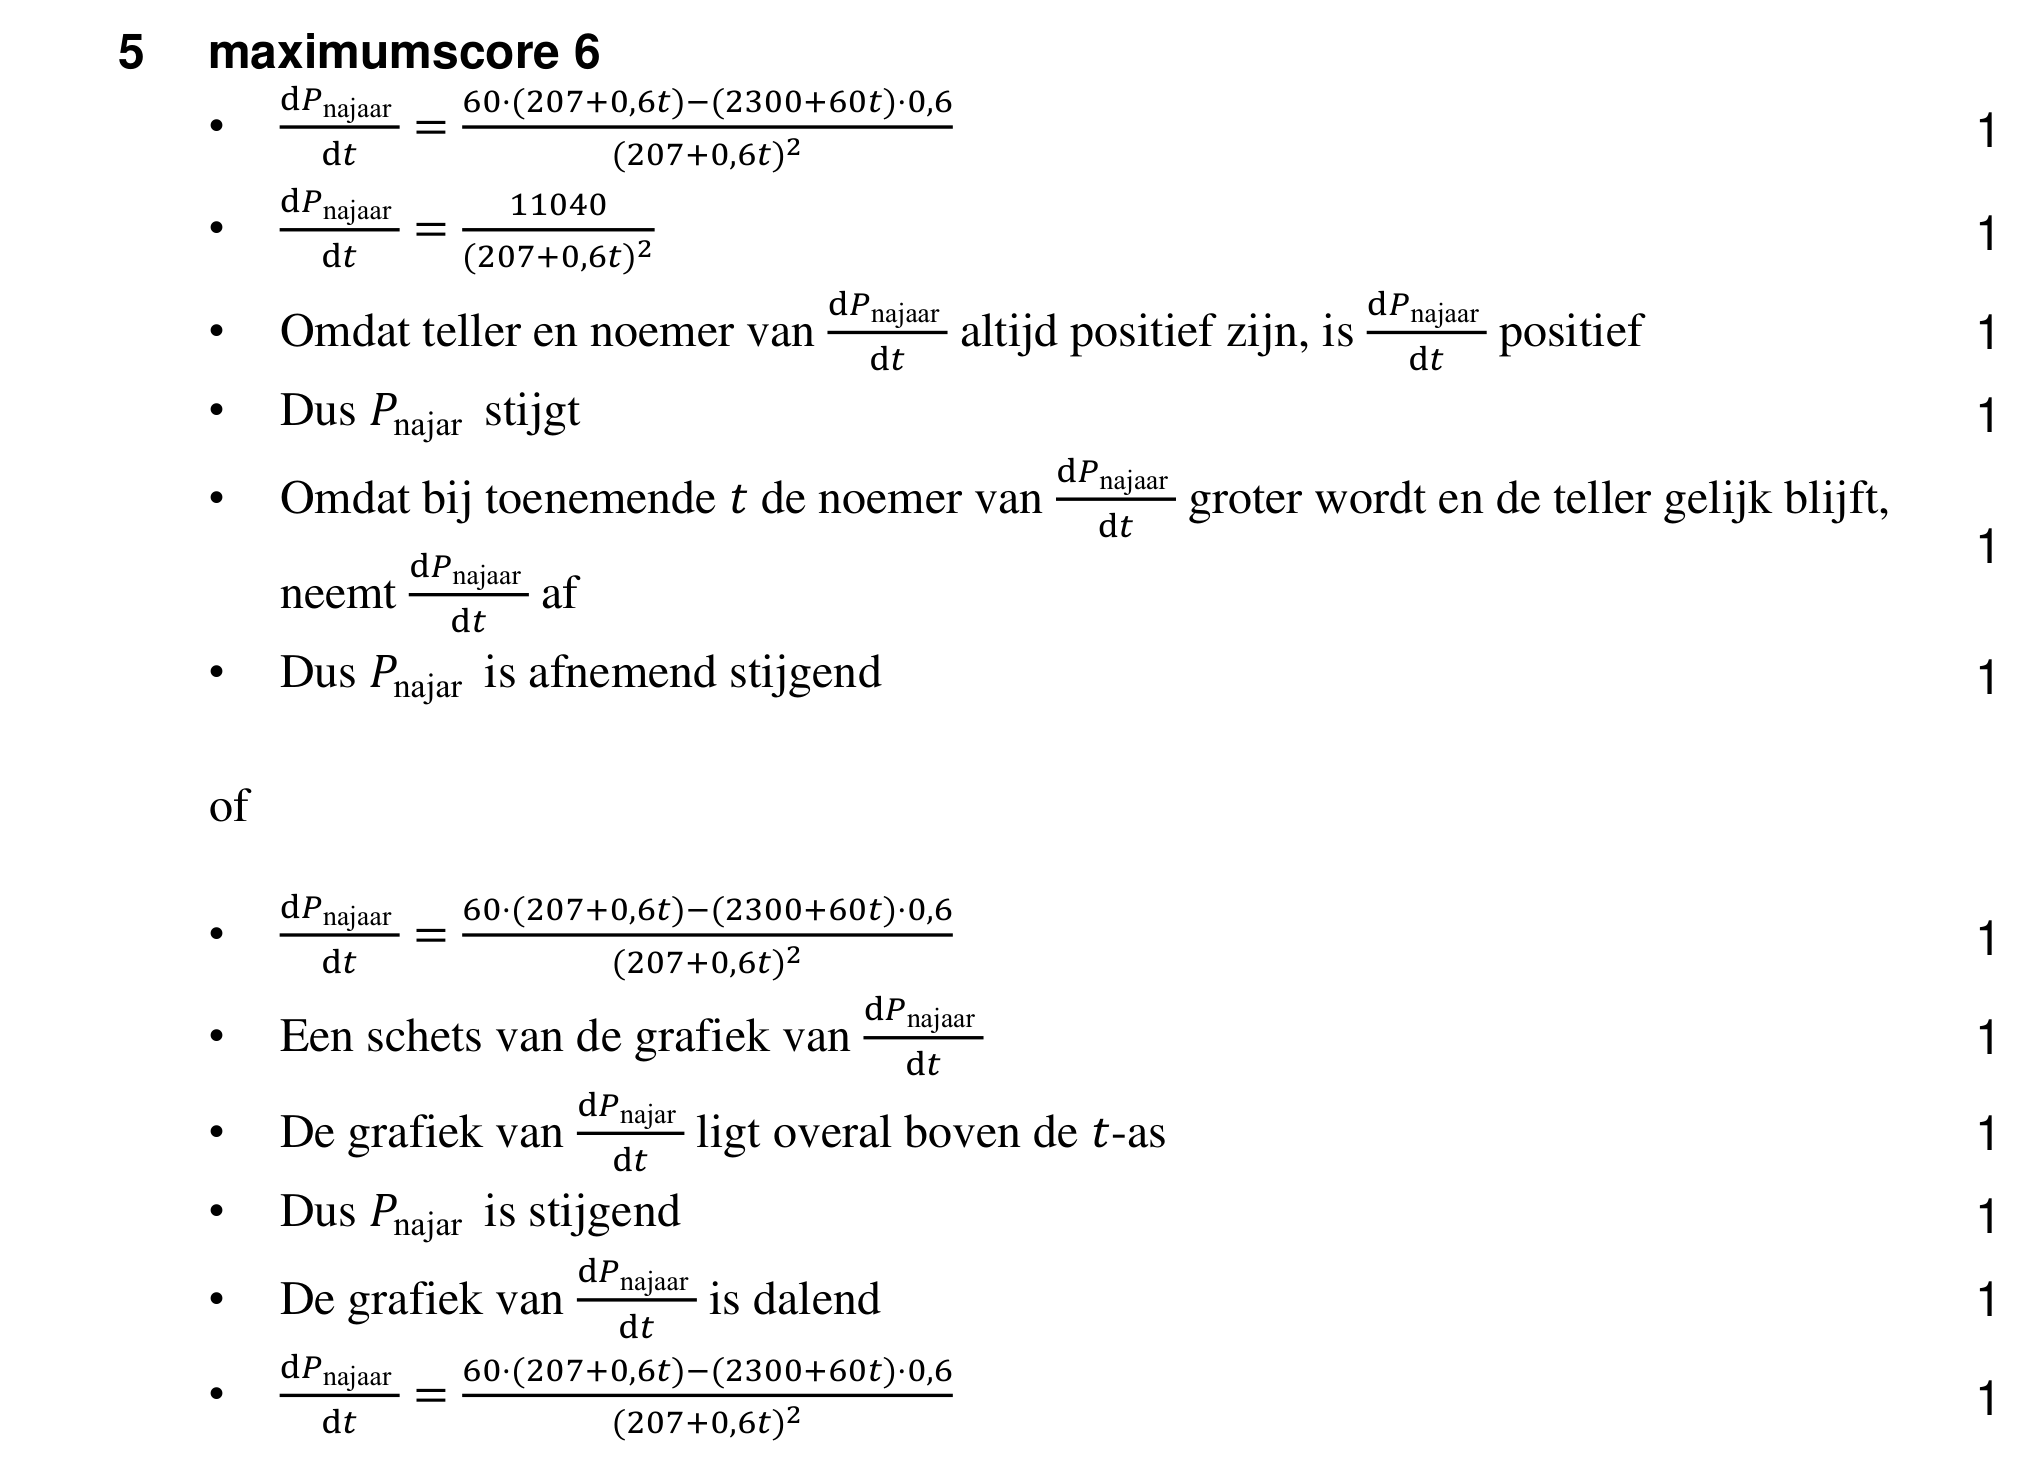 5 maximumscore 6
• dP_najaar/dt = (60·(207+0,6t)−(2300+60t)·0,6)/(207+0,6t)² 1
• dP_najaar/dt = 11040/(207+0,6t)² 1
• Omdat teller en noemer van dP_najaar/dt altijd positief zijn, is dP_najaar/dt positief 1
• Dus P_najar stijgt 1
• Omdat bij toenemende t de noemer van dP_najaar/dt groter wordt en de teller gelijk blijft,
neemt dP_najaar/dt af 1
• Dus P_najar is afnemend stijgend 1
of
• dP_najaar/dt = (60·(207+0,6t)−(2300+60t)·0,6)/(207+0,6t)² 1
• Een schets van de grafiek van dP_najaar/dt 1
• De grafiek van dP_najar/dt ligt overal boven de t-as 1
• Dus P_najar is stijgend 1
• De grafiek van dP_najaar/dt is dalend 1
• dP_najaar/dt = (60·(207+0,6t)−(2300+60t)·0,6)/(207+0,6t)² 1